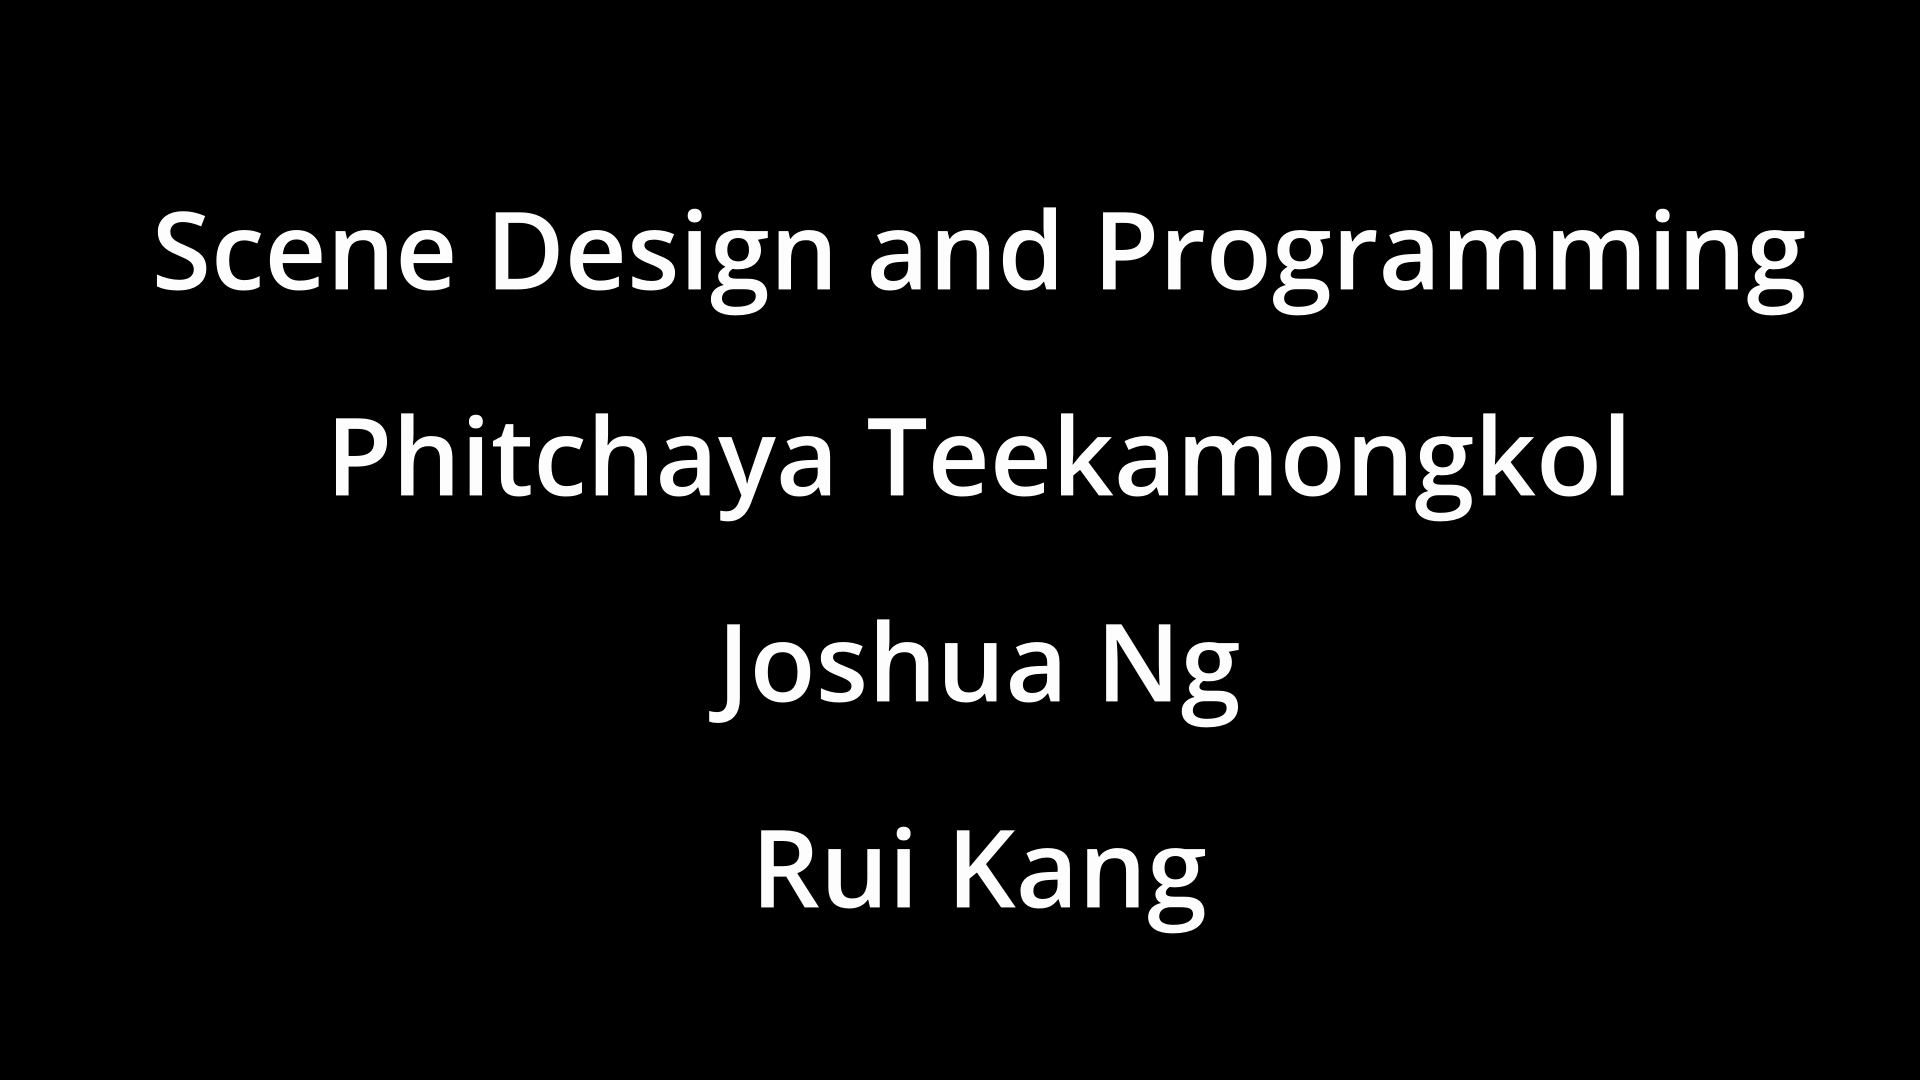 Scene Design and Programming
Phitchaya Teekamongkol
Joshua Ng
Rui Kang